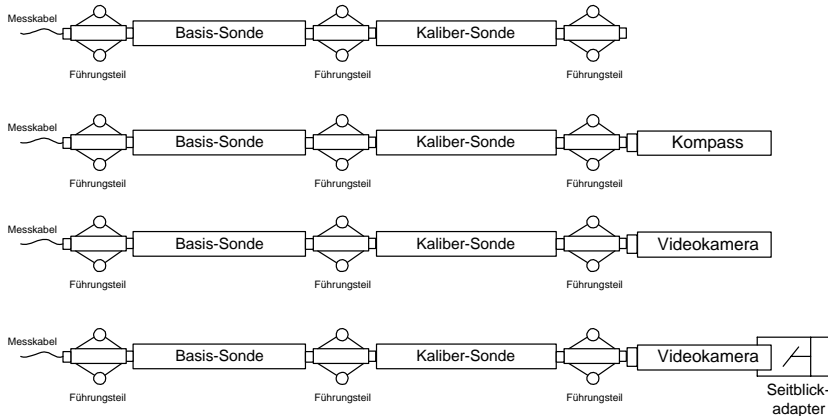 Messkabel
Basis-Sonde
Kaliber-Sonde
Führungsteil
Führungsteil
Führungsteil
Messkabel
Basis-Sonde
Kaliber-Sonde
Kompass
Führungsteil
Führungsteil
Führungsteil
Messkabel
Basis-Sonde
Kaliber-Sonde
Videokamera
Führungsteil
Führungsteil
Führungsteil
Messkabel
Basis-Sonde
Kaliber-Sonde
Videokamera
Führungsteil
Führungsteil
Führungsteil
Seitblick-
adapter